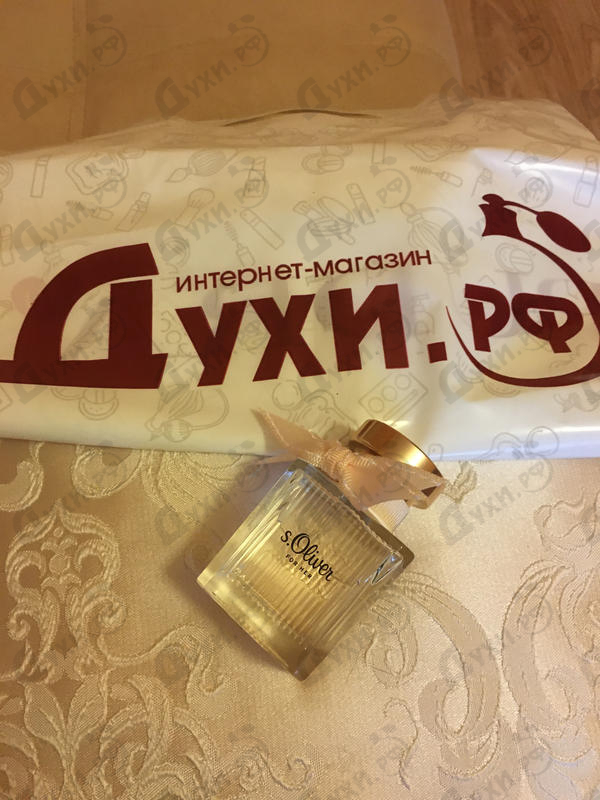 интернет-магазин
Духи.РФ
s.Oliver
FOR HER